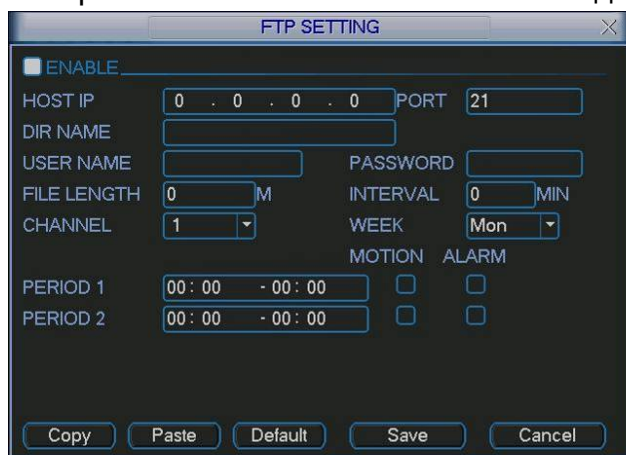 FTP SETTING
ENABLE
HOST IP 0 . 0 . 0 . 0 PORT 21
DIR NAME
USER NAME PASSWORD
FILE LENGTH 0 M INTERVAL 0 MIN
CHANNEL 1 WEEK Mon
MOTION ALARM
PERIOD 1 00 : 00 - 00 : 00
PERIOD 2 00 : 00 - 00 : 00
Copy Paste Default Save Cancel